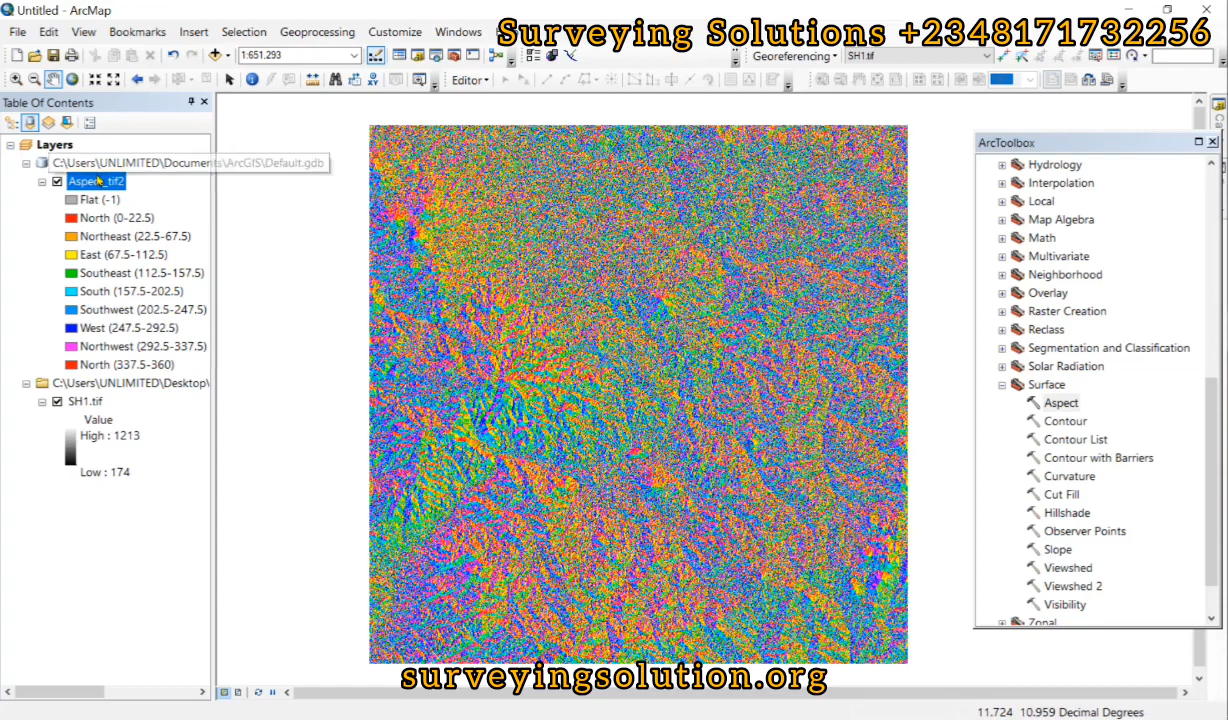 Untitled - ArcMap
File Edit View Bookmarks Insert Selection Geoprocessing Customize Windows
Surveying Solutions +2348171732256
1:651,293
Georeferencing
SH1.tif
Editor
Table Of Contents
Layers
C:\Users\UNLIMITED\Documents\ArcGIS\Default.gdb
Flat (-1)
North (0-22.5)
Northeast (22.5-67.5)
East (67.5-112.5)
Southeast (112.5-157.5)
South (157.5-202.5)
Southwest (202.5-247.5)
West (247.5-292.5)
Northwest (292.5-337.5)
North (337.5-360)
C:\Users\UNLIMITED\Desktop\
SH1.tif
Value
High : 1213
Low : 174
ArcToolbox
Hydrology
Interpolation
Local
Map Algebra
Math
Multivariate
Neighborhood
Overlay
Raster Creation
Reclass
Segmentation and Classification
Solar Radiation
Surface
Aspect
Contour
Contour List
Contour with Barriers
Curvature
Cut Fill
Hillshade
Observer Points
Slope
Viewshed
Viewshed 2
Visibility
Zonal
surveyingsolution.org
11.724 10.959 Decimal Degrees